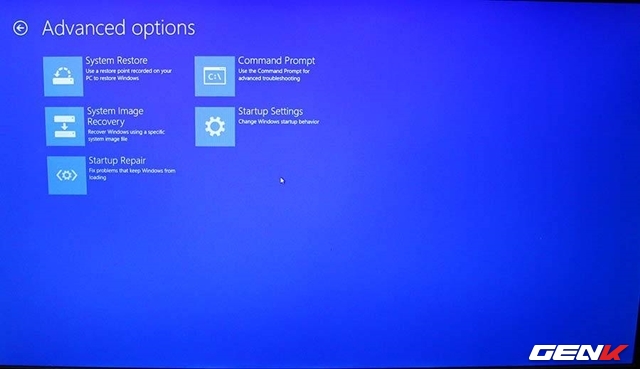 Advanced options
System Restore
Use a restore point recorded on your
PC to restore Windows
Command Prompt
Use the Command Prompt for
advanced troubleshooting
C:\
System Image
Recovery
Recover Windows using a specific
system image file
Startup Settings
Change Windows startup behavior
Startup Repair
Fix problems that keep Windows from
loading
GENK